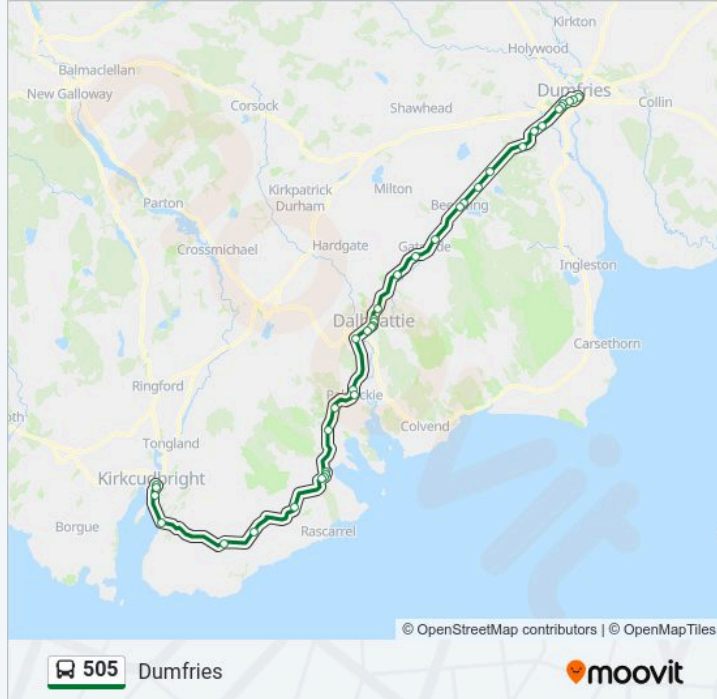 Kirkton
Holywood
Balmaclellan
Dumfries
New Galloway
Corsock
Shawhead
Collin
Kirkpatrick
Durham
Milton
Parton
Crossmichael
Hardgate
Ingleston
Dalbeattie
Carsethorn
Ringford
Colvend
Tongland
Kirkcudbright
Borgue
Rascarrel
© OpenStreetMap contributors | © OpenMapTiles
505 Dumfries
moovit